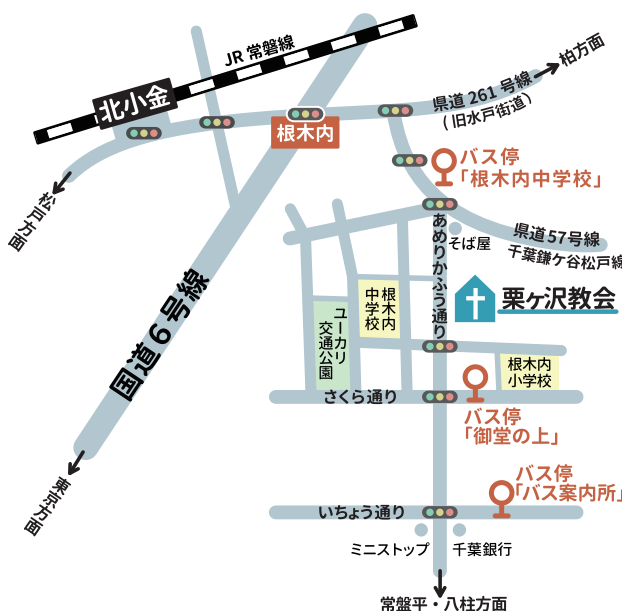 JR 常磐線
柏方面
北小金
県道 261 号線
(旧水戸街道)
根木内
バス停
「根木内中学校」
松戸方面
そば屋
県道57号線
千葉鎌ケ谷松戸線
あめりかふう通り
国道6号線
根木内
中学校
ユーカリ
交通公園
栗ヶ沢教会
根木内
小学校
さくら通り
バス停
「御堂の上」
バス停
「バス案内所」
東京方面
いちょう通り
ミニストップ
千葉銀行
常盤平・八柱方面